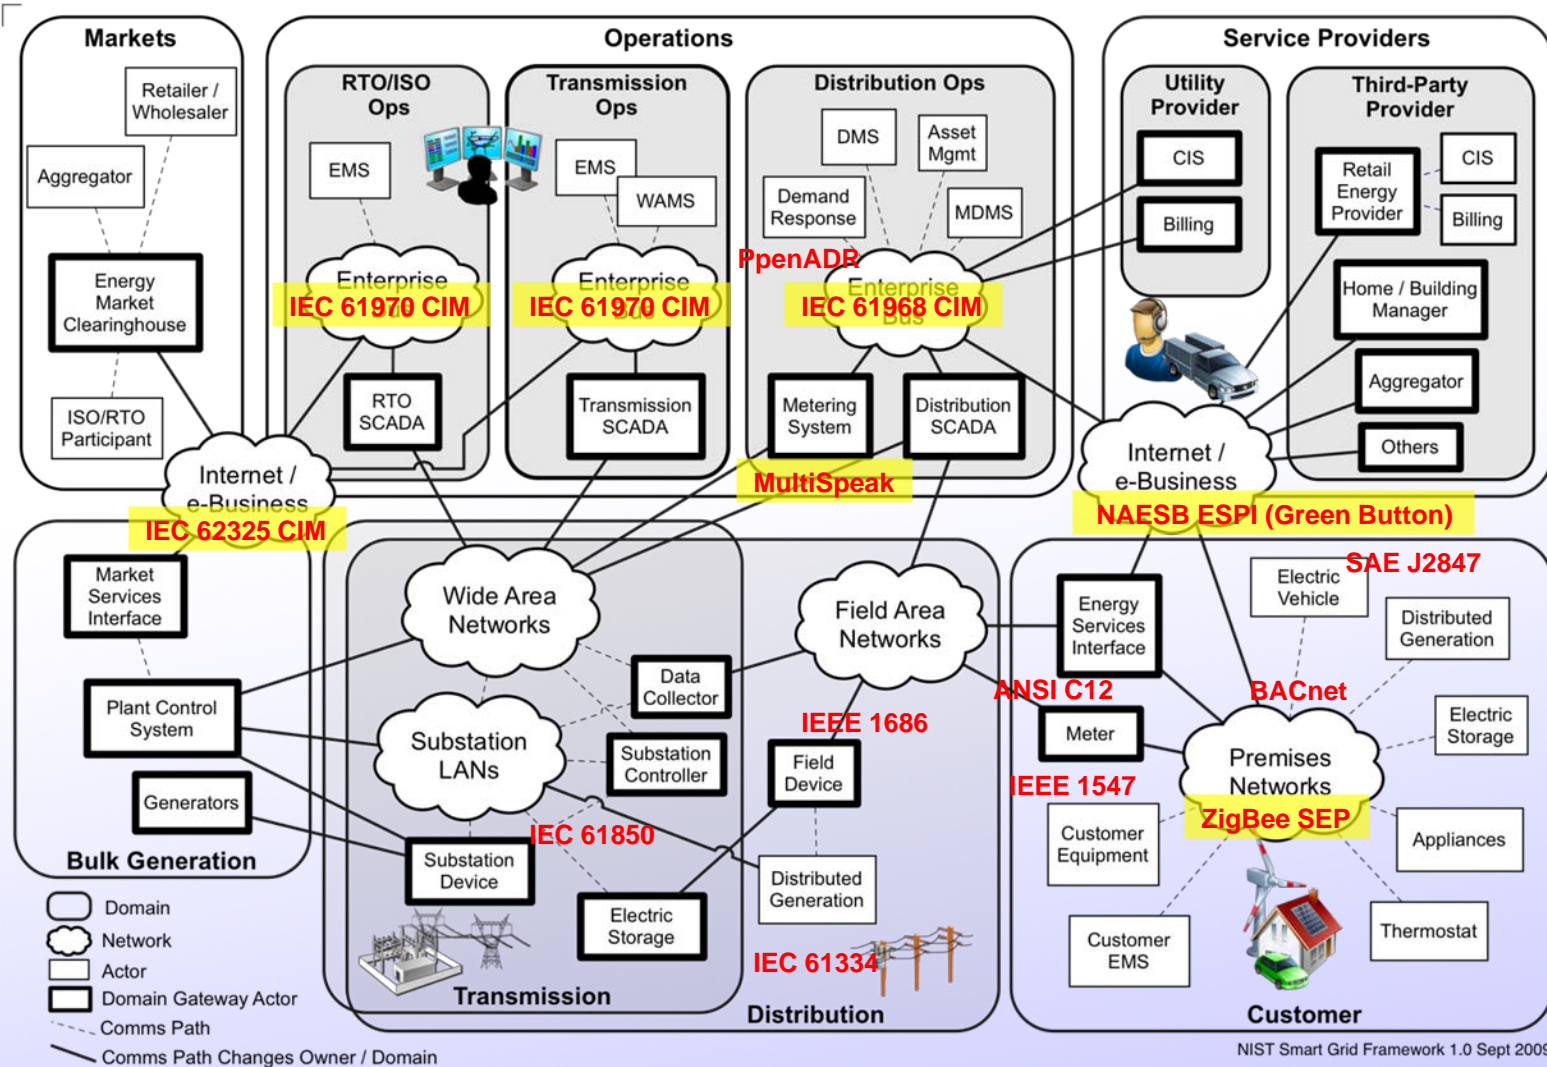 Markets
Retailer /
Wholesaler
Aggregator
Energy
Market
Clearinghouse
ISO/RTO
Participant
Operations
RTO/ISO
Ops
EMS
Enterprise
Bus
IEC 61970 CIM
RTO
SCADA
Transmission
Ops
EMS
WAMS
Enterprise
Bus
IEC 61970 CIM
Transmission
SCADA
Distribution Ops
DMS
Asset
Mgmt
Demand
Response
MDMS
PpenADR
Enterprise
Bus
IEC 61968 CIM
Metering
System
Distribution
SCADA
MultiSpeak
Service Providers
Utility
Provider
CIS
Billing
Third-Party
Provider
Retail
Energy
Provider
CIS
Billing
Home / Building
Manager
Aggregator
Others
Internet /
e-Business
IEC 62325 CIM
Internet /
e-Business
NAESB ESPI (Green Button)
Market
Services
Interface
Plant Control
System
Generators
Bulk Generation
Wide Area
Networks
Data
Collector
Substation
LANs
Substation
Controller
IEC 61850
Substation
Device
Electric
Storage
Transmission
Field Area
Networks
IEEE 1686
Field
Device
Distributed
Generation
IEC 61334
Distribution
SAE J2847
Electric
Vehicle
Energy
Services
Interface
Distributed
Generation
ANSI C12
BACnet
Meter
Electric
Storage
Premises
Networks
IEEE 1547
ZigBee SEP
Customer
Equipment
Appliances
Customer
EMS
Thermostat
Customer
Domain
Network
Actor
Domain Gateway Actor
Comms Path
Comms Path Changes Owner / Domain
NIST Smart Grid Framework 1.0 Sept 2009